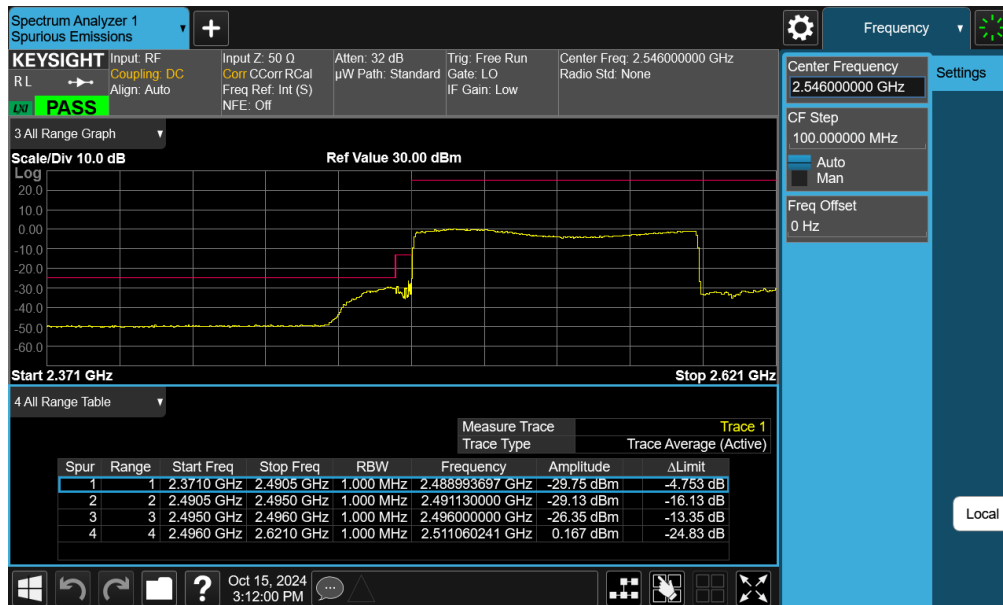 Spectrum Analyzer 1
Spurious Emissions
Frequency
KEYSIGHT
R L
LXI PASS
Input: RF
Coupling: DC
Align: Auto
Input Z: 50 Ω
Corr CCorr RCal
Freq Ref: Int (S)
NFE: Off
Atten: 32 dB
µW Path: Standard
Trig: Free Run
Gate: LO
IF Gain: Low
Center Freq: 2.546000000 GHz
Radio Std: None
Center Frequency
2.546000000 GHz
Settings
CF Step
100.000000 MHz
Auto
Man
Freq Offset
0 Hz
3 All Range Graph
Scale/Div 10.0 dB Ref Value 30.00 dBm
Log
20.0
10.0
0.00
-10.0
-20.0
-30.0
-40.0
-50.0
-60.0
Start 2.371 GHz Stop 2.621 GHz
4 All Range Table
Measure Trace Trace 1
Trace Type Trace Average (Active)
Spur Range Start Freq Stop Freq RBW Frequency Amplitude ΔLimit
1 1 2.3710 GHz 2.4905 GHz 1.000 MHz 2.488993697 GHz -29.75 dBm -4.753 dB
2 2 2.4905 GHz 2.4950 GHz 1.000 MHz 2.491130000 GHz -29.13 dBm -16.13 dB
3 3 2.4950 GHz 2.4960 GHz 1.000 MHz 2.496000000 GHz -26.35 dBm -13.35 dB
4 4 2.4960 GHz 2.6210 GHz 1.000 MHz 2.511060241 GHz 0.167 dBm -24.83 dB
Local
Oct 15, 2024
3:12:00 PM